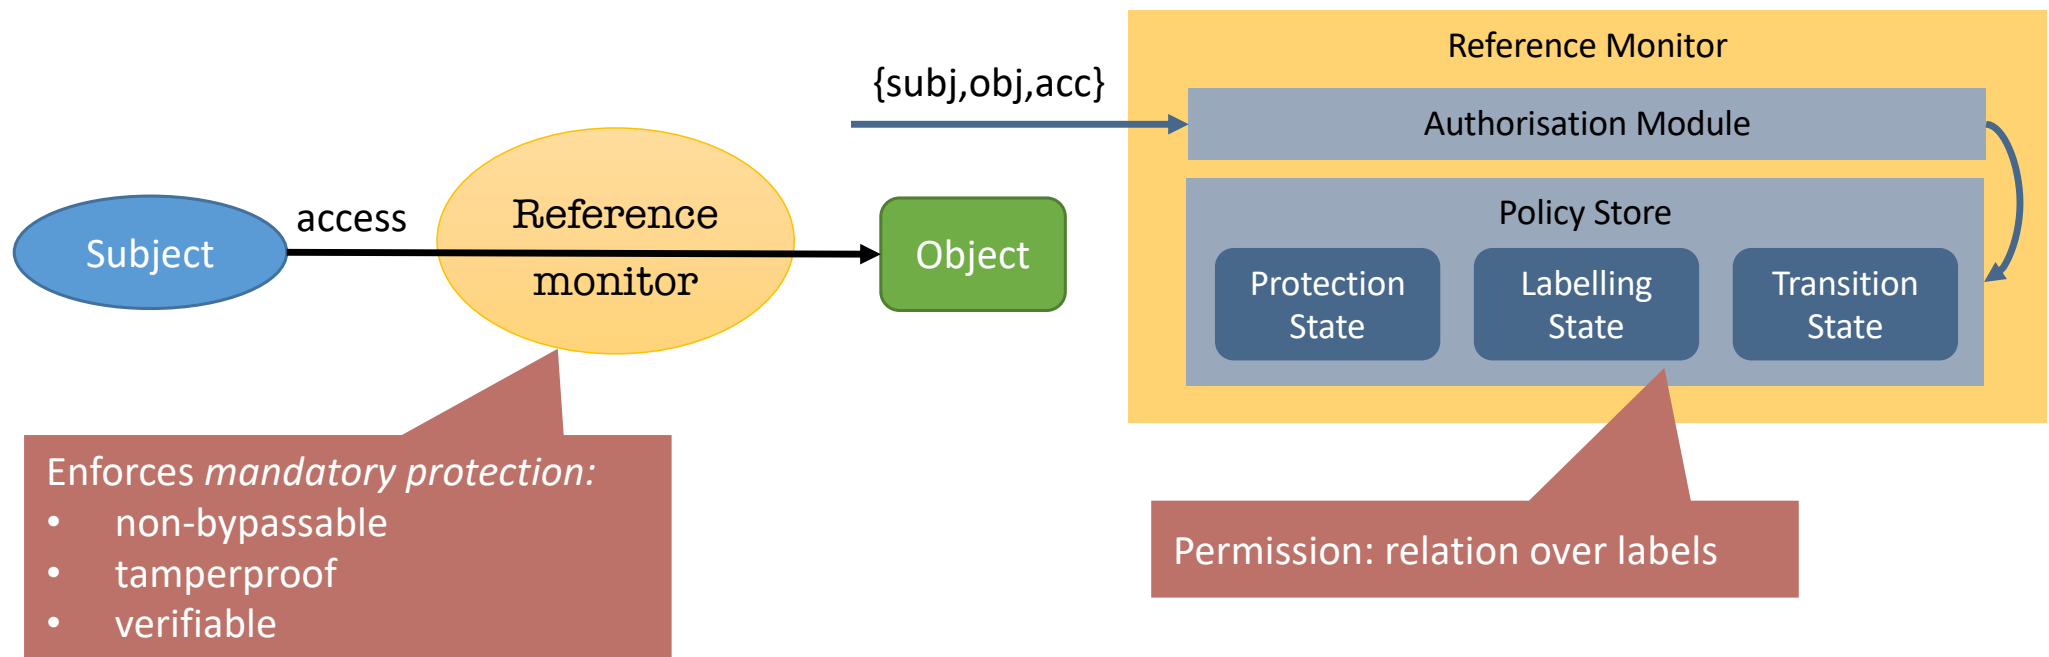 Subject
access
Reference
monitor
Object
Enforces mandatory protection:
• non-bypassable
• tamperproof
• verifiable
{subj,obj,acc}
Reference Monitor
Authorisation Module
Policy Store
Protection
State
Labelling
State
Transition
State
Permission: relation over labels